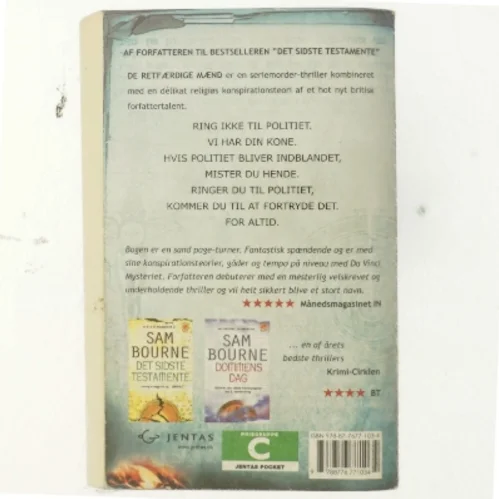 AF FORFATTEREN TIL BESTSELLEREN "DET SIDSTE TESTAMENTE"
DE RETFÆRDIGE MÆND er en seriemorder-thriller kombineret
med en delikat religiøs konspirationsteori af et hot nyt britisk
forfattertalent.
RING IKKE TIL POLITIET.
VI HAR DIN KONE.
HVIS POLITIET BLIVER INDBLANDET,
MISTER DU HENDE.
RINGER DU TIL POLITIET,
KOMMER DU TIL AT FORTRYDE DET.
FOR ALTID.
Bogen er en sand page-turner. Fantastisk spændende og er med
sine konspirationsteorier, gåder og tempo på niveau med Da Vinci
Mysteriet. Forfatteren debuterer med en mesterlig velskrevet og
underholdende thriller og vil helt sikkert blive et stort navn.
★★★★★ Månedsmagasinet IN
SAM
BOURNE
DET SIDSTE
TESTAMENTE
SAM
BOURNE
DOMMENS
DAG
... en af årets
bedste thrillers
Krimi-Cirklen
★★★★ BT
JENTAS
C
JENTAS POCKET